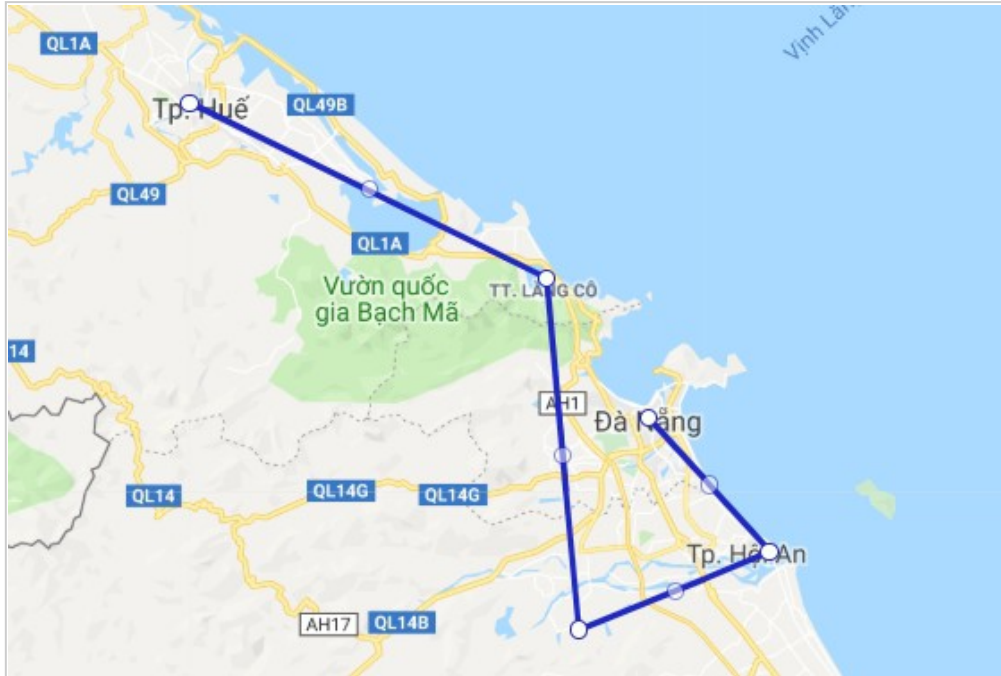 QL1A
Vịnh Lăn
Tp. Huế
QL49B
QL49
QL1A
TT. LĂNG CÔ
Vườn quốc
gia Bạch Mã
14
AH1
Đà Nẵng
QL14
QL14G
QL14G
Tp. Hội An
AH17
QL14B